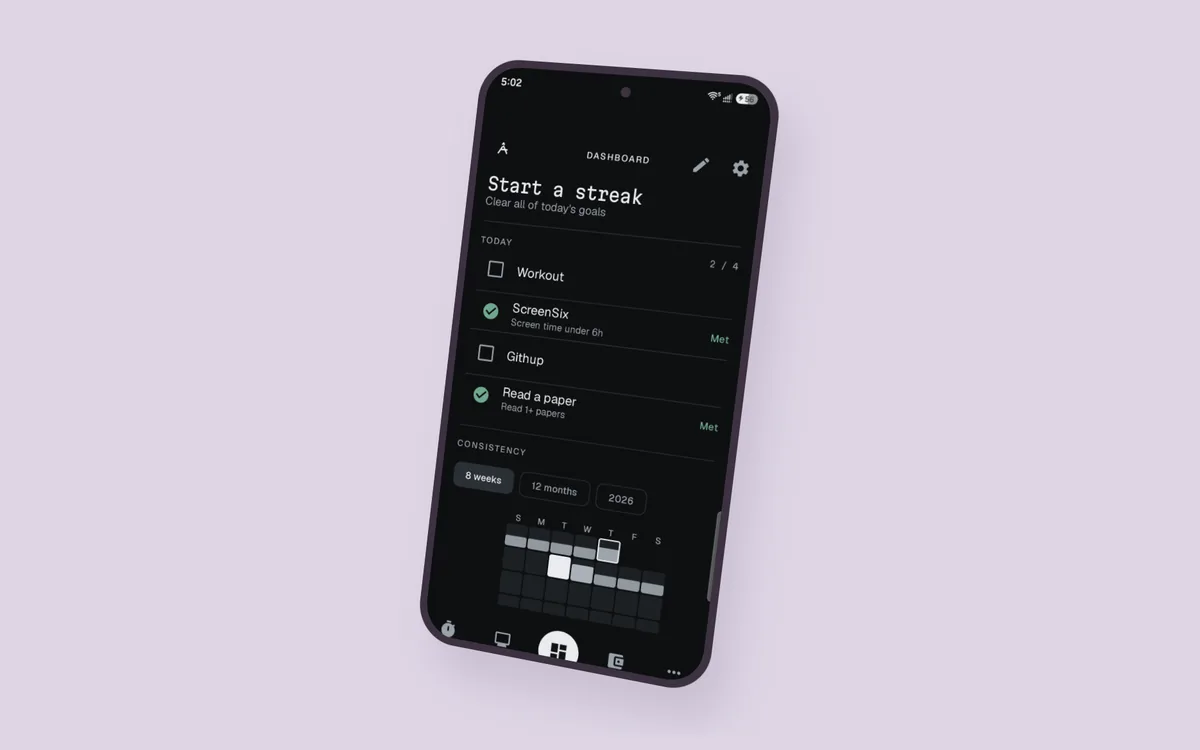 5:02
56
DASHBOARD
Start a streak
Clear all of today's goals
TODAY
2 / 4
Workout
ScreenSix
Screen time under 6h
Met
Githup
Read a paper
Read 1+ papers
Met
CONSISTENCY
8 weeks
12 months
2026
S M T W T F S